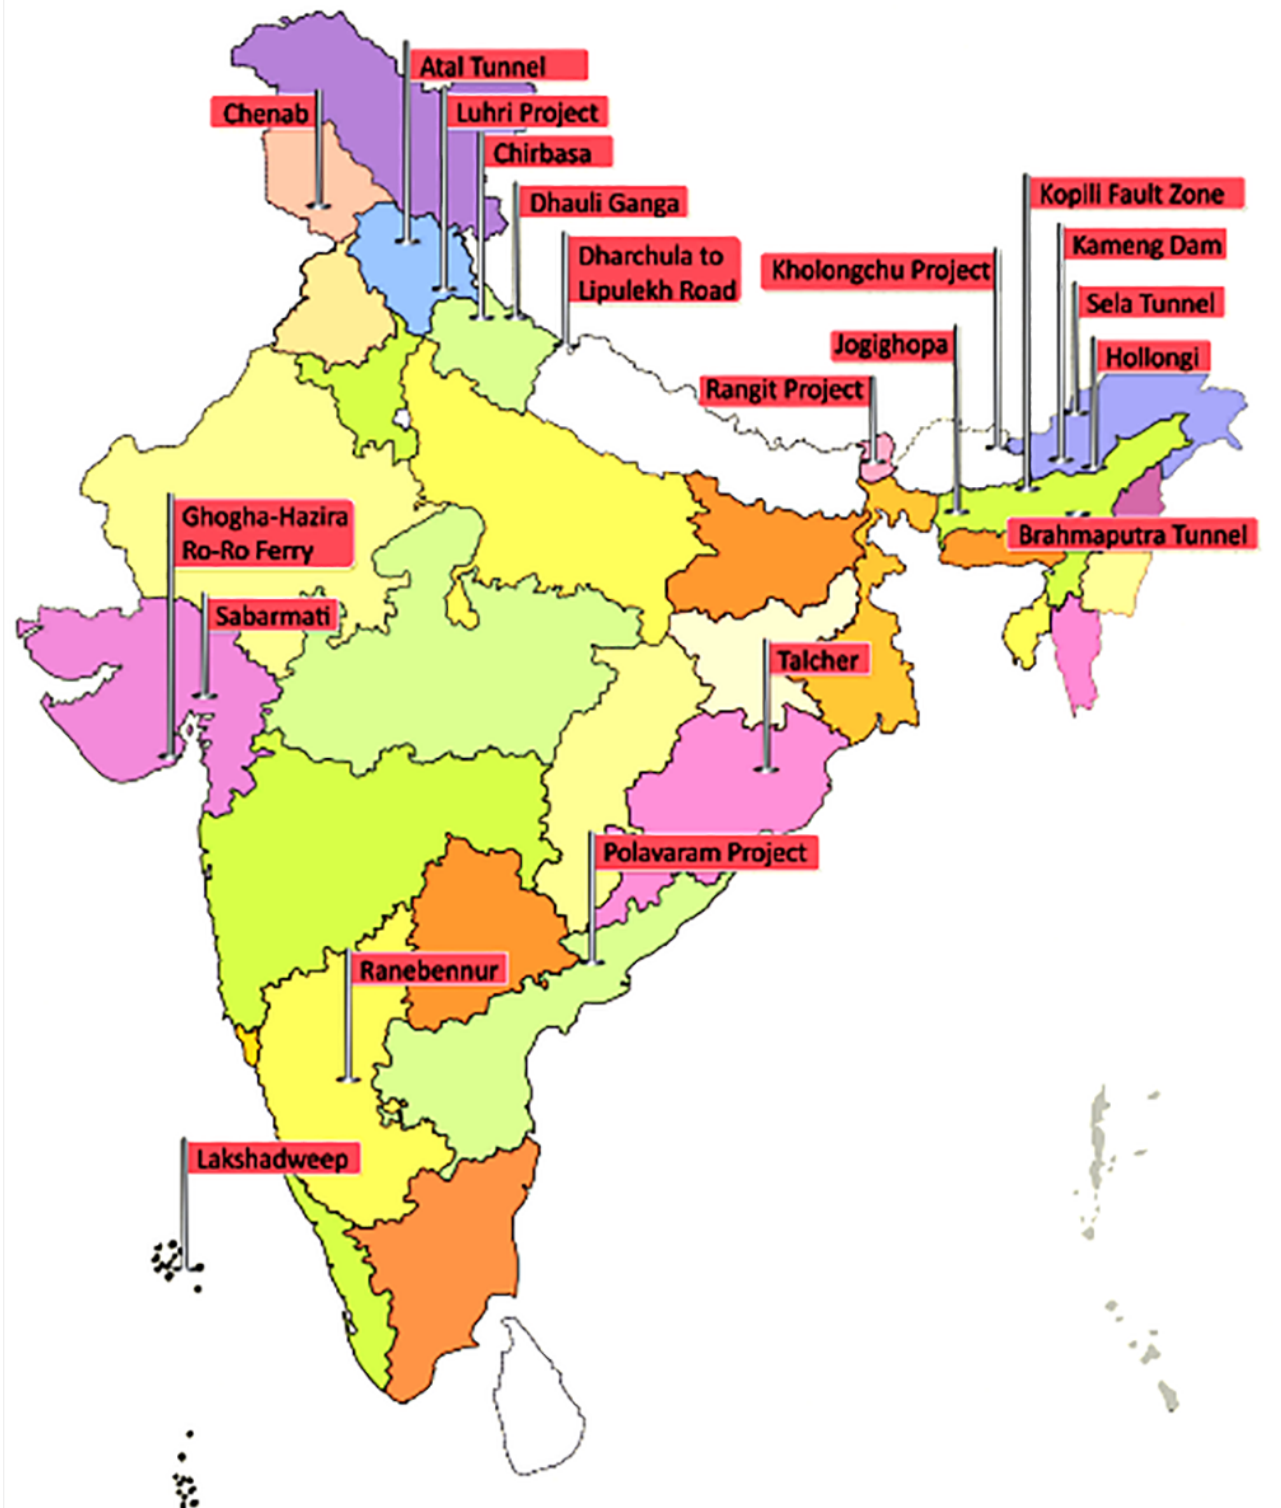 Atal Tunnel
Chenab
Luhri Project
Chirbasa
Dhauli Ganga
Dharchula to
Lipulekh Road
Kopili Fault Zone
Kameng Dam
Kholongchu Project
Sela Tunnel
Jogighopa
Hollongi
Rangit Project
Ghogha-Hazira
Ro-Ro Ferry
Brahmaputra Tunnel
Sabarmati
Talcher
Polavaram Project
Ranebennur
Lakshadweep